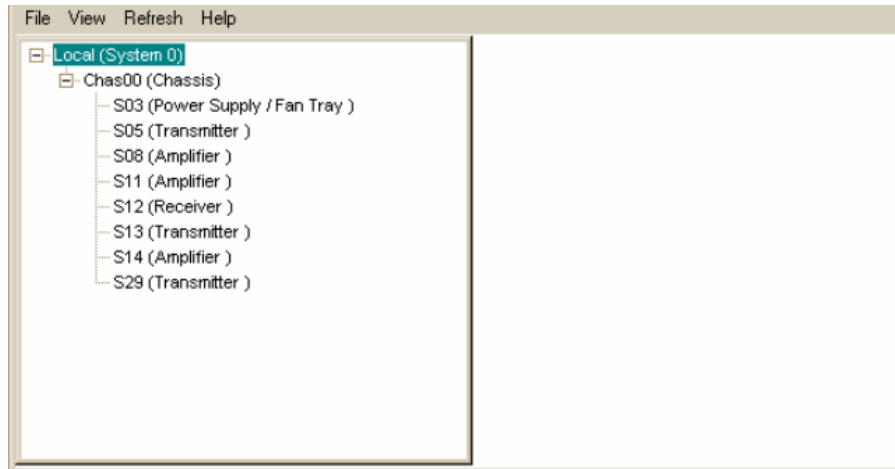 File View Refresh Help
Local (System 0)
Chas00 (Chassis)
S03 (Power Supply / Fan Tray )
S05 (Transmitter )
S08 (Amplifier )
S11 (Amplifier )
S12 (Receiver )
S13 (Transmitter )
S14 (Amplifier )
S29 (Transmitter )